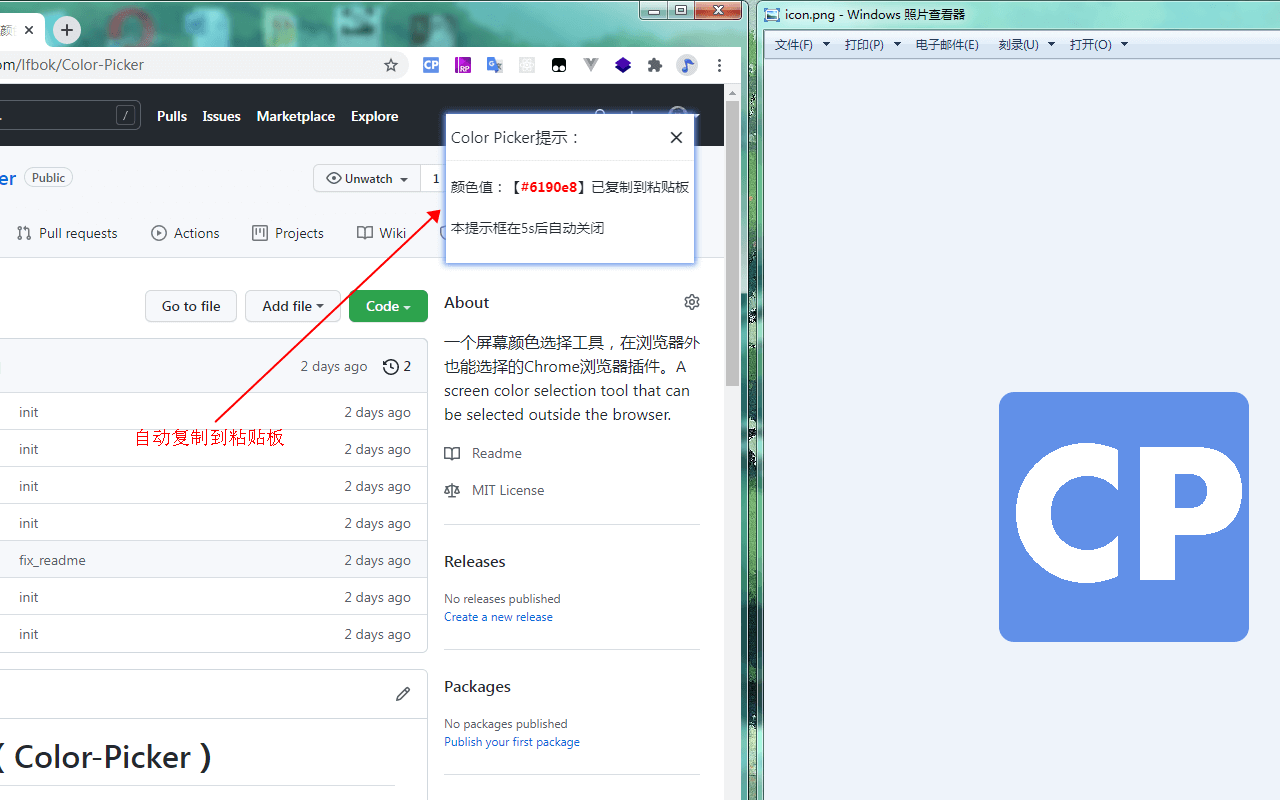 om/lfbok/Color-Picker
CP
RP
/
Pulls
Issues
Marketplace
Explore
er
Public
Unwatch
1
Pull requests
Actions
Projects
Wiki
Color Picker提示：
颜色值：【#6190e8】已复制到粘贴板
本提示框在5s后自动关闭
Go to file
Add file
Code
2 days ago
2
init
2 days ago
init
2 days ago
init
2 days ago
init
2 days ago
fix_readme
2 days ago
init
2 days ago
init
2 days ago
自动复制到粘贴板
( Color-Picker )
About
一个屏幕颜色选择工具，在浏览器外
也能选择的Chrome浏览器插件。A
screen color selection tool that can
be selected outside the browser.
Readme
MIT License
Releases
No releases published
Create a new release
Packages
No packages published
Publish your first package
icon.png - Windows 照片查看器
文件(F)
打印(P)
电子邮件(E)
刻录(U)
打开(O)
CP